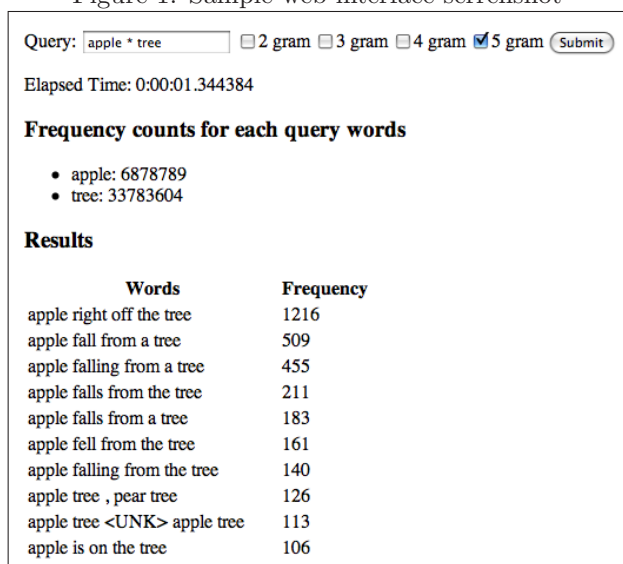 Figure 1: Sample web interface screnshot
Query: apple * tree 2 gram 3 gram 4 gram 5 gram Submit
Elapsed Time: 0:00:01.344384
Frequency counts for each query words
• apple: 6878789
• tree: 33783604
Results
Words Frequency
apple right off the tree 1216
apple fall from a tree 509
apple falling from a tree 455
apple falls from the tree 211
apple falls from a tree 183
apple fell from the tree 161
apple falling from the tree 140
apple tree , pear tree 126
apple tree <UNK> apple tree 113
apple is on the tree 106